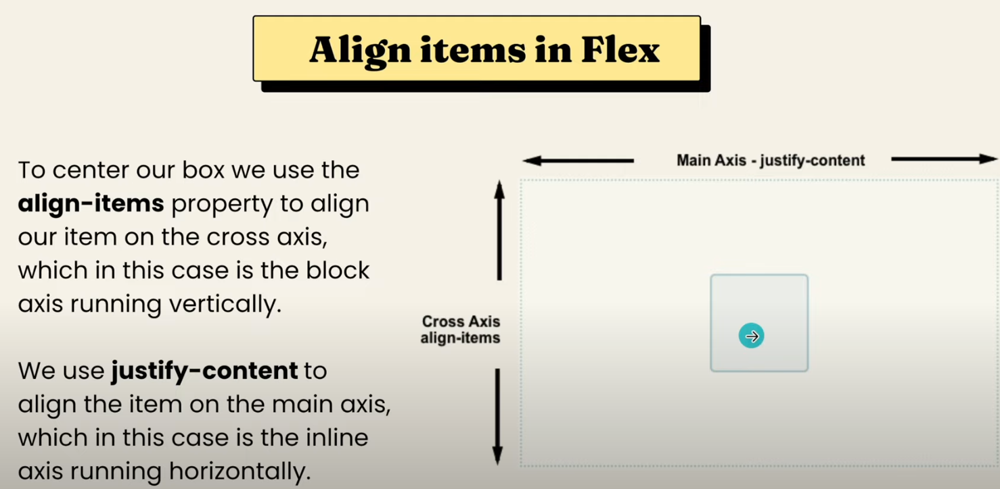 Align items in Flex
To center our box we use the
align-items property to align
our item on the cross axis,
which in this case is the block
axis running vertically.
We use justify-content to
align the item on the main axis,
which in this case is the inline
axis running horizontally.
Main Axis - justify-content
Cross Axis
align-items